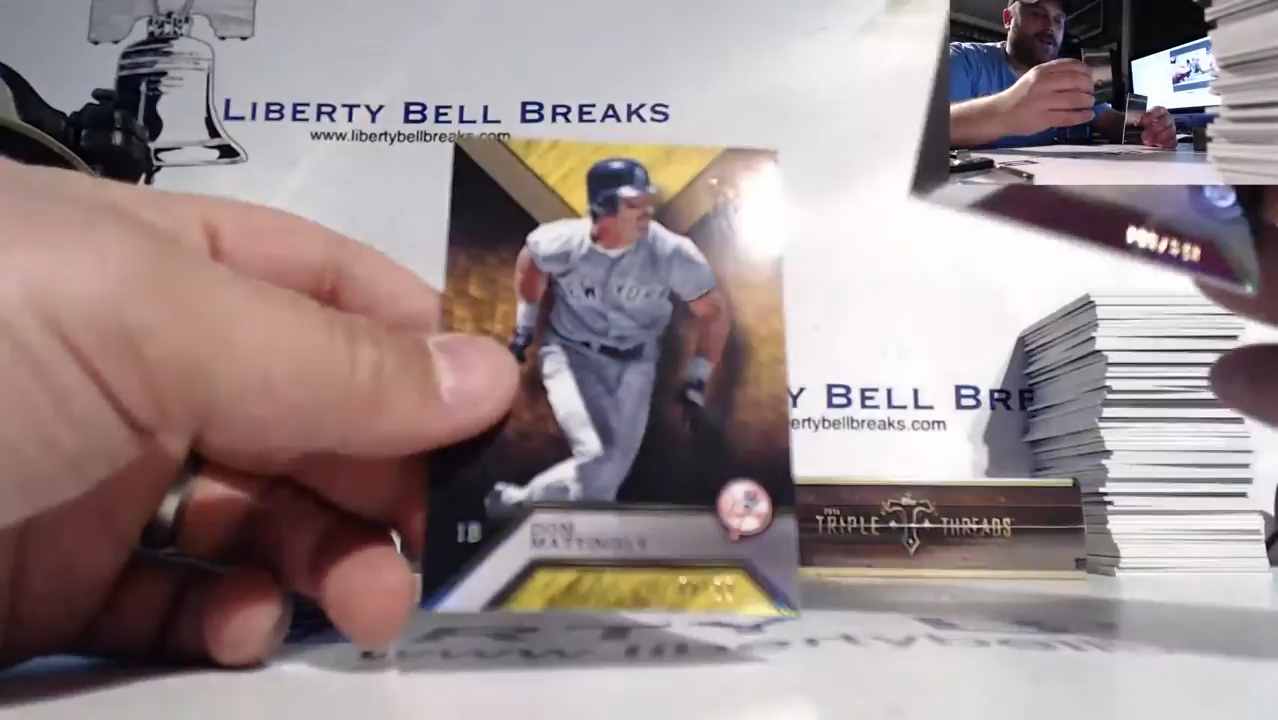 LIBERTY BELL BREAKS
www.libertybellbreaks.com
NEW YORK
Y BELL BRE
ertybellbreaks.com
1B
DON
MATTINGLY
TRIPLE THREADS